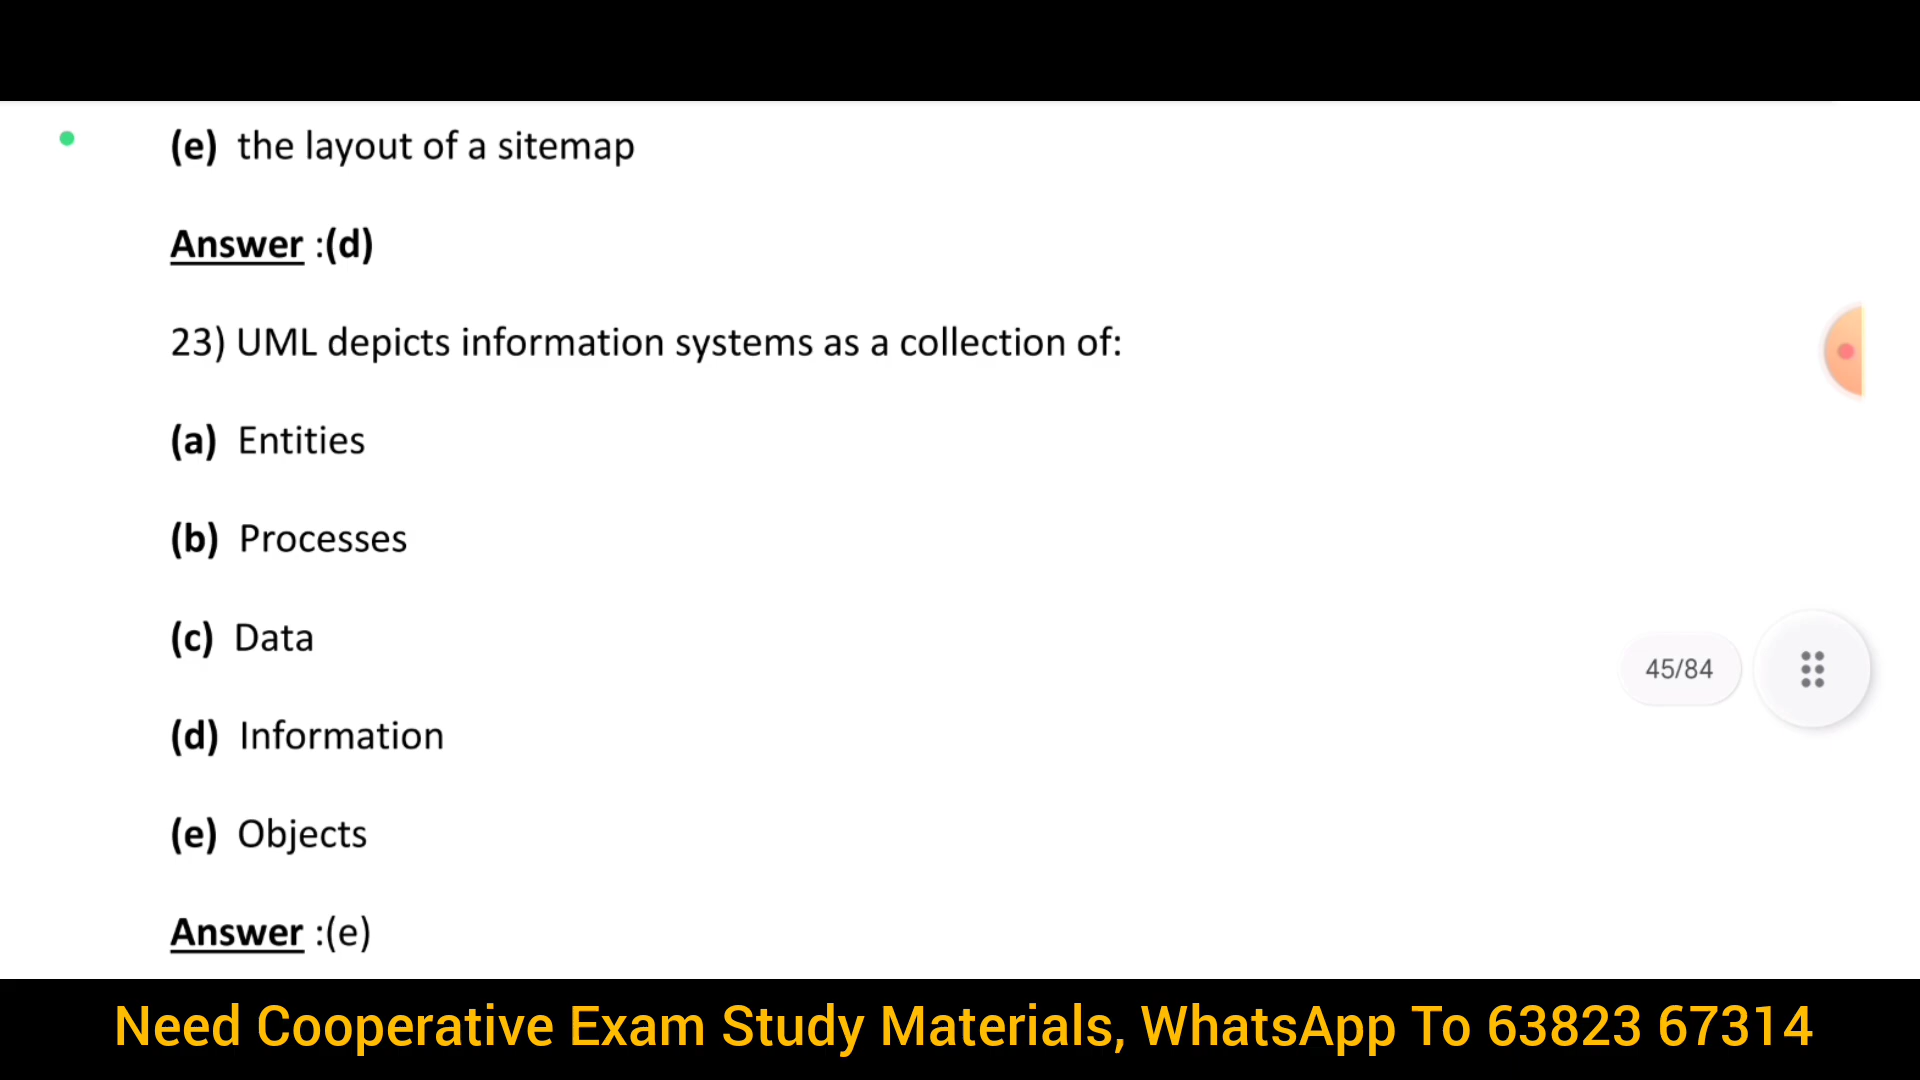 (e) the layout of a sitemap
Answer :(d)
23) UML depicts information systems as a collection of:
(a) Entities
(b) Processes
(c) Data
(d) Information
(e) Objects
Answer :(e)
45/84
Need Cooperative Exam Study Materials, WhatsApp To 63823 67314